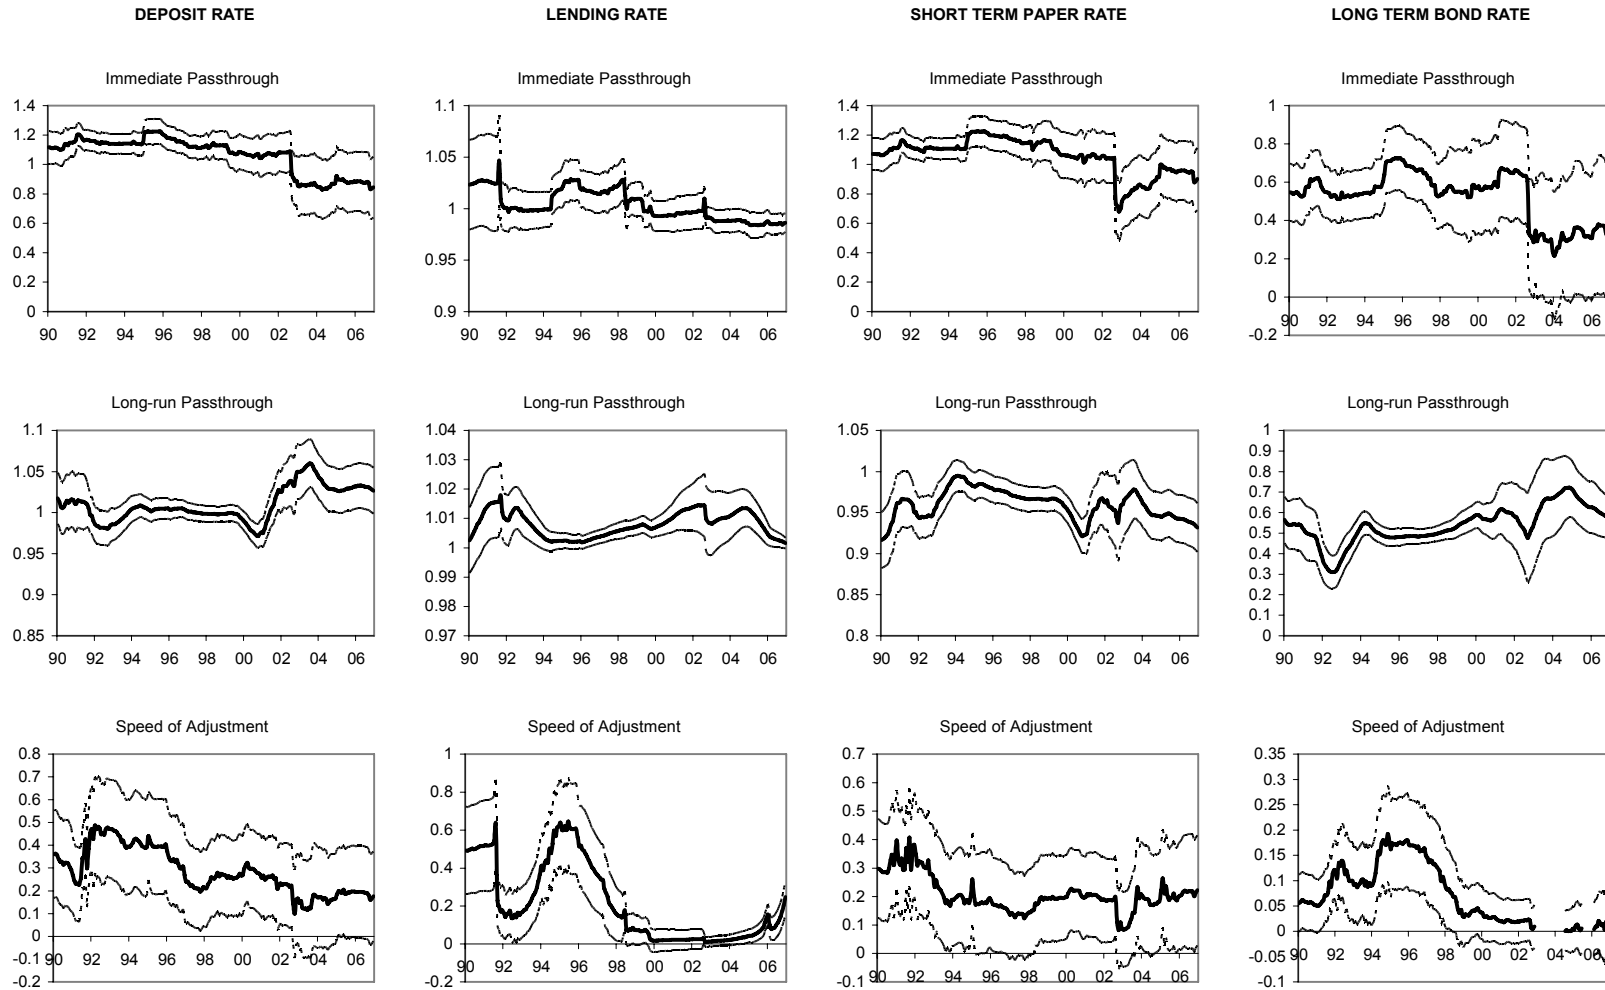 DEPOSIT RATE LENDING RATE SHORT TERM PAPER RATE LONG TERM BOND RATE
Immediate Passthrough Immediate Passthrough Immediate Passthrough Immediate Passthrough
1.4 1.1 1.4 1
1.2 1.2 0.8
1 1.05 1 0.6
0.8 0.8 0.4
1
0.6 0.6 0.2
0.4 0.95 0.4
0.2 0.2 0
0 0.9 0
90 92 94 96 98 00 02 04 06 90 92 94 96 98 00 02 04 06 90 92 94 96 98 00 02 04 06 90 92 94 96 98 00 02 04 06
-0.2
Long-run Passthrough Long-run Passthrough Long-run Passthrough Long-run Passthrough
1.1 1.04 1.05 1
0.9
1.05 1.03 1 0.8
1.02 0.7
1 1.01 0.95 0.6
0.5
0.95 1 0.9 0.4
0.99 0.3
0.9 0.98 0.85 0.2
0.1
0.85 0.97 0.8 0
90 92 94 96 98 00 02 04 06 90 92 94 96 98 00 02 04 06 90 92 94 96 98 00 02 04 06 90 92 94 96 98 00 02 04 06
Speed of Adjustment Speed of Adjustment Speed of Adjustment Speed of Adjustment
0.8 1 0.7 0.35
0.7 0.6 0.3
0.6 0.8 0.5 0.25
0.5 0.6 0.4 0.2
0.4 0.4 0.3 0.15
0.3 0.2 0.1
0.2 0.2 0.1 0.05
0.1 0 0 0
0
-0.1 90 92 94 96 98 00 02 04 06 90 92 94 96 98 00 02 04 06 90 92 94 96 98 00 02 04 06 -0.05 90 92 94 96 98 00 02 04 06
-0.2 -0.2 -0.1 -0.1